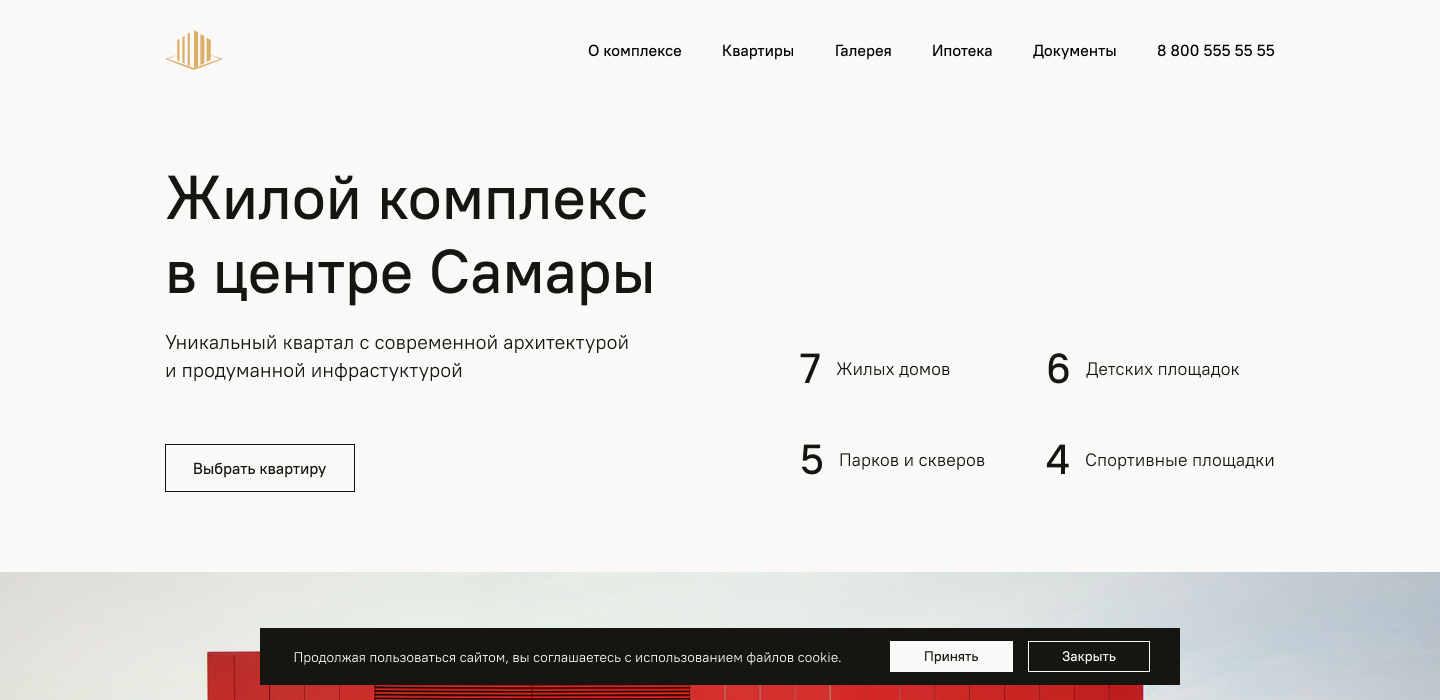 О комплексе Квартиры Галерея Ипотека Документы 8 800 555 55 55
Жилой комплекс
в центре Самары
Уникальный квартал с современной архитектурой
и продуманной инфрастуктурой
7 Жилых домов
6 Детских площадок
5 Парков и скверов
4 Спортивные площадки
Выбрать квартиру
Продолжая пользоваться сайтом, вы соглашаетесь с использованием файлов cookie.
Принять
Закрыть